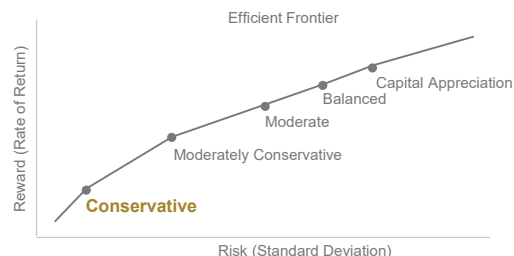 Efficient Frontier
Reward (Rate of Return)
Capital Appreciation
Balanced
Moderate
Moderately Conservative
Conservative
Risk (Standard Deviation)